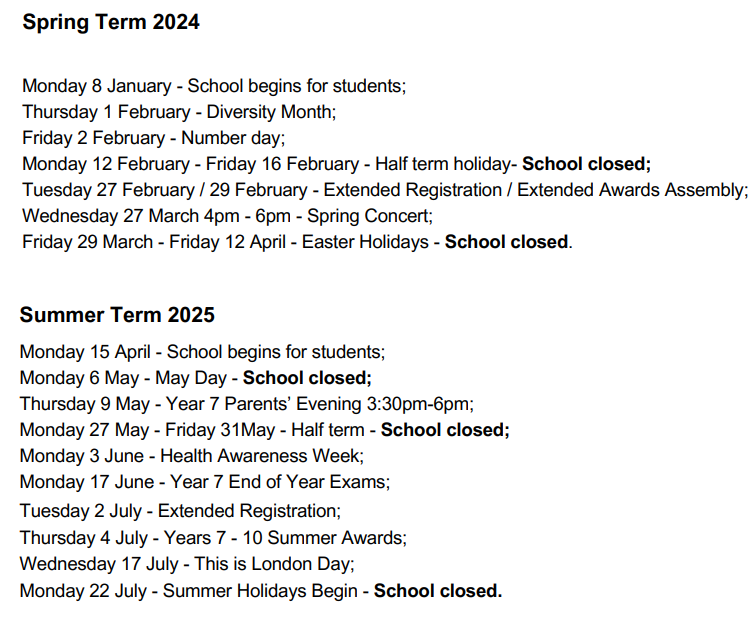 Spring Term 2024
Monday 8 January - School begins for students;
Thursday 1 February - Diversity Month;
Friday 2 February - Number day;
Monday 12 February - Friday 16 February - Half term holiday- School closed;
Tuesday 27 February / 29 February - Extended Registration / Extended Awards Assembly;
Wednesday 27 March 4pm - 6pm - Spring Concert;
Friday 29 March - Friday 12 April - Easter Holidays - School closed.
Summer Term 2025
Monday 15 April - School begins for students;
Monday 6 May - May Day - School closed;
Thursday 9 May - Year 7 Parents’ Evening 3:30pm-6pm;
Monday 27 May - Friday 31May - Half term - School closed;
Monday 3 June - Health Awareness Week;
Monday 17 June - Year 7 End of Year Exams;
Tuesday 2 July - Extended Registration;
Thursday 4 July - Years 7 - 10 Summer Awards;
Wednesday 17 July - This is London Day;
Monday 22 July - Summer Holidays Begin - School closed.